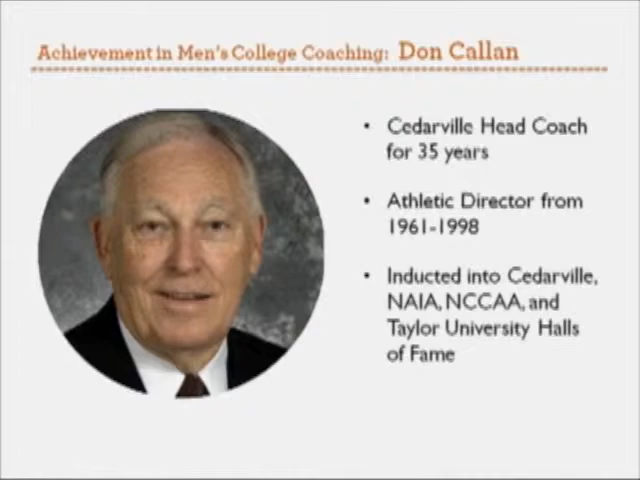 Achievement in Men's College Coaching: Don Callan
• Cedarville Head Coach
for 35 years
• Athletic Director from
1961-1998
• Inducted into Cedarville,
NAIA, NCCAA, and
Taylor University Halls
of Fame